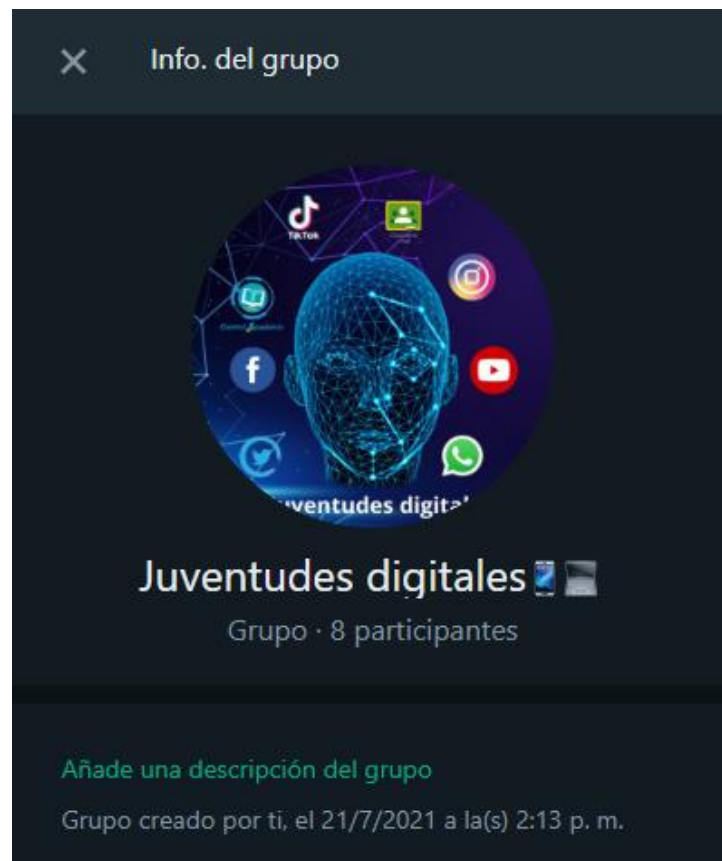 Info. del grupo
TikTok
f
uventudes digita
Juventudes digitales
Grupo · 8 participantes
Añade una descripción del grupo
Grupo creado por ti, el 21/7/2021 a la(s) 2:13 p. m.